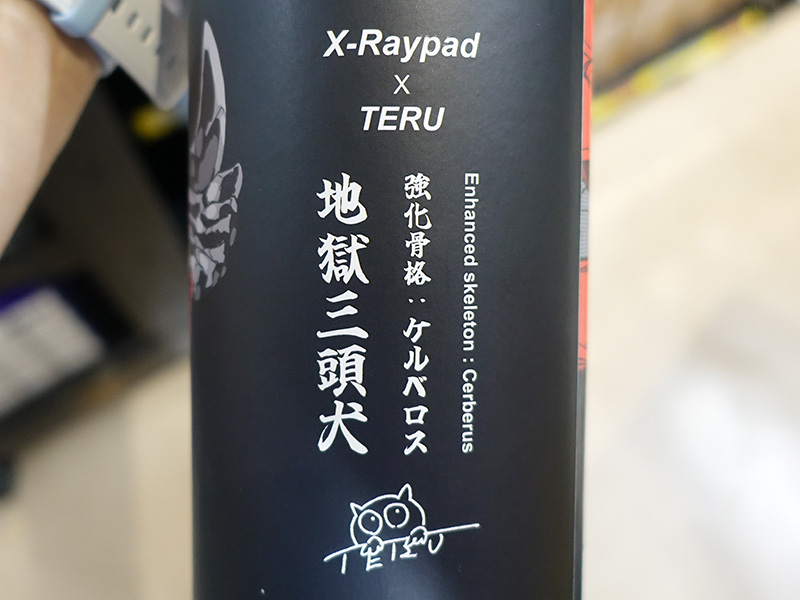 X-Raypad
X
TERU
Enhanced skeleton : Cerberus
強化骨格：ケルベロス
地獄三頭犬
TERU